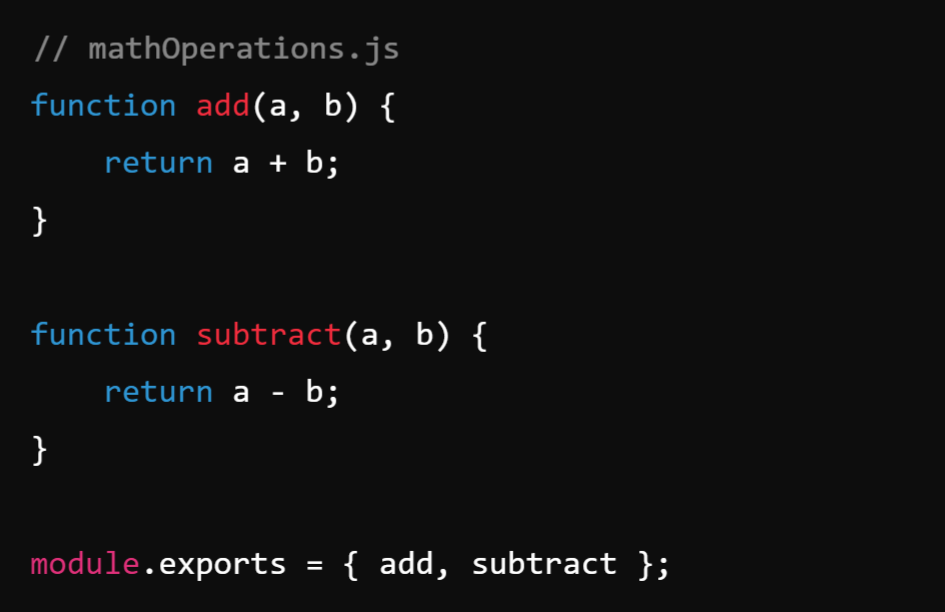 // mathOperations.js
function add(a, b) {
    return a + b;
}
function subtract(a, b) {
    return a - b;
}
module.exports = { add, subtract };